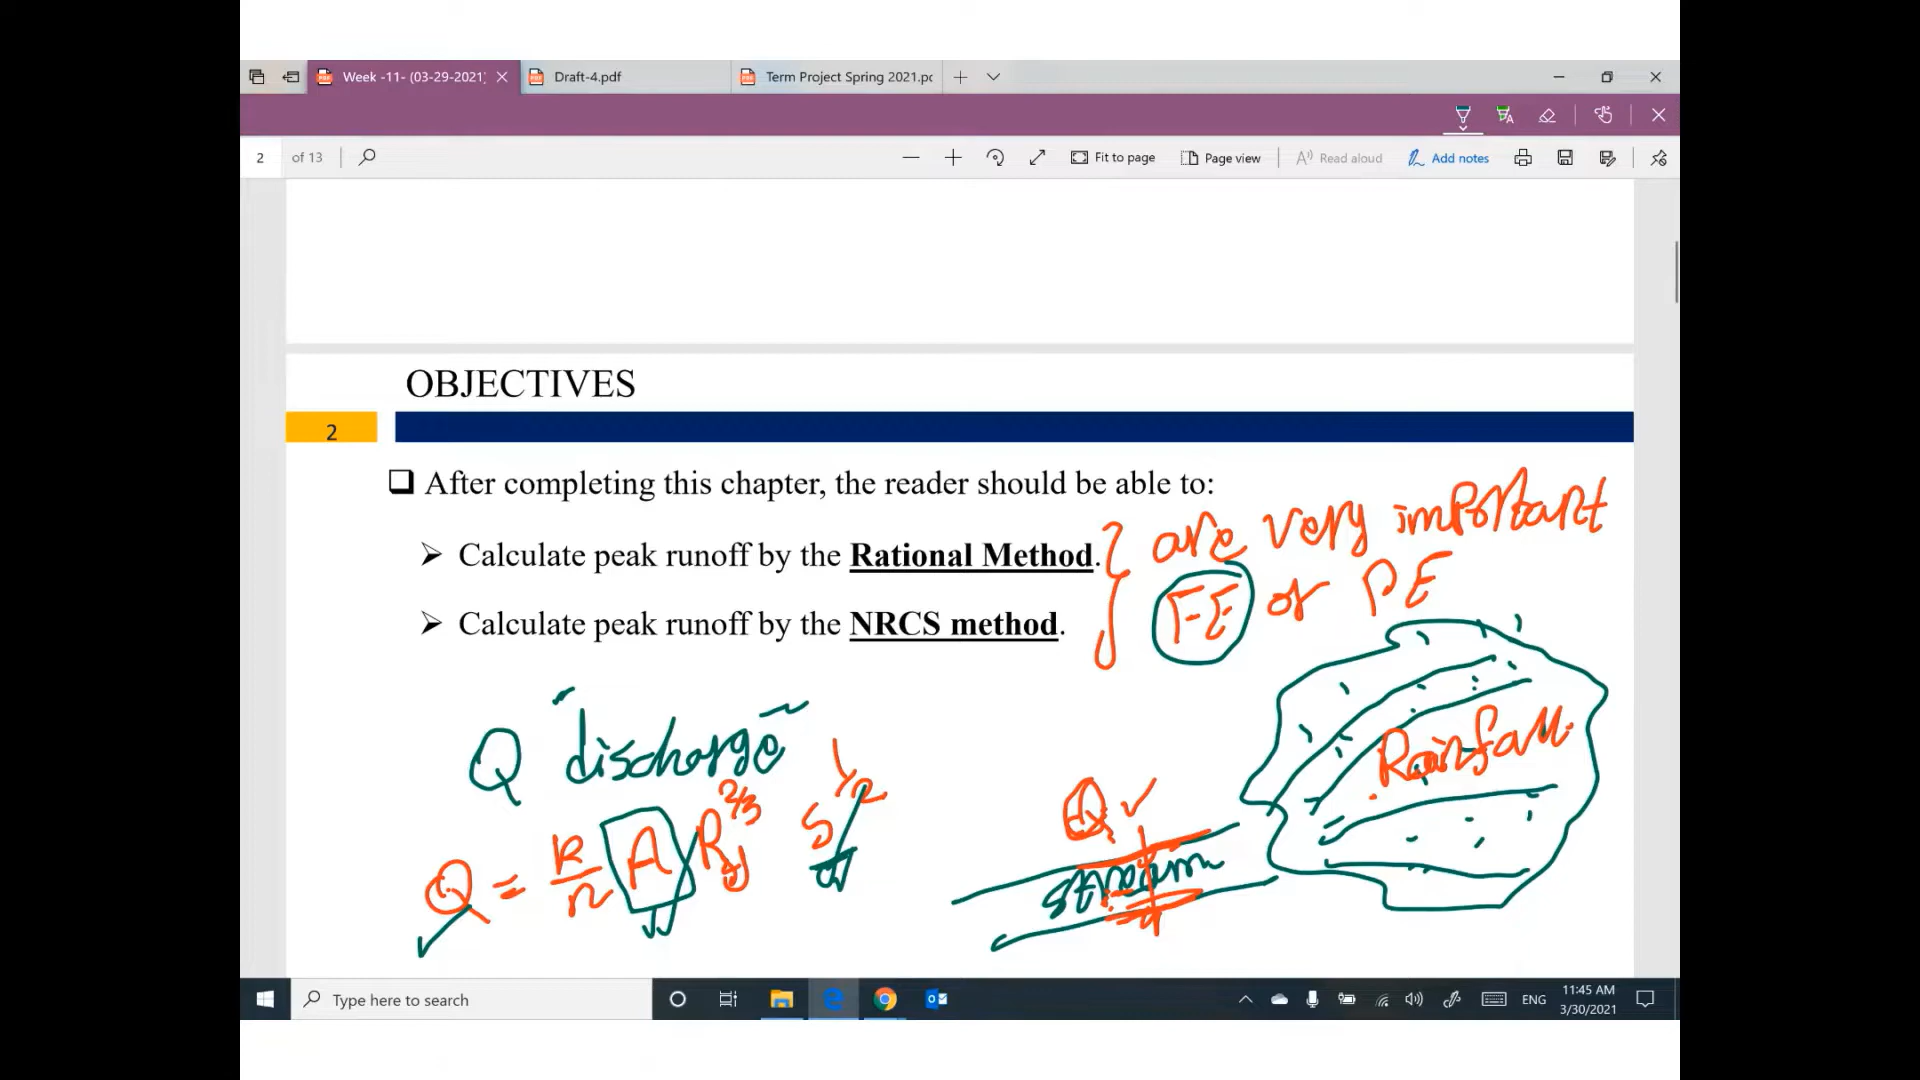 Week -11- (03-29-2021)
Draft-4.pdf
Term Project Spring 2021.pd
2 of 13
Fit to page
Page view
Read aloud
Add notes
OBJECTIVES
2
After completing this chapter, the reader should be able to:
Calculate peak runoff by the Rational Method.
Calculate peak runoff by the NRCS method.
are very important
FE or PE
Q discharge
Rainfall
Q = K/n A R^2/3 S^1/2
Q
stream
Type here to search
ENG
11:45 AM
3/30/2021